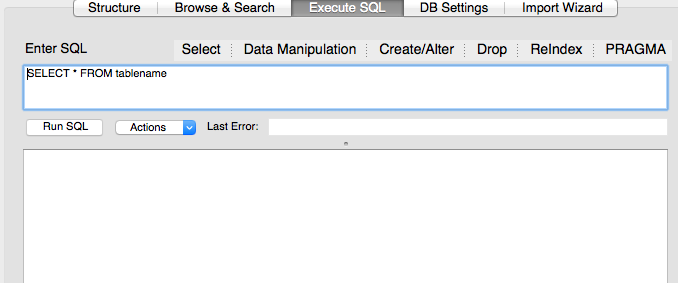 Structure Browse & Search Execute SQL DB Settings Import Wizard
Enter SQL Select Data Manipulation Create/Alter Drop ReIndex PRAGMA
SELECT * FROM tablename
Run SQL Actions Last Error: